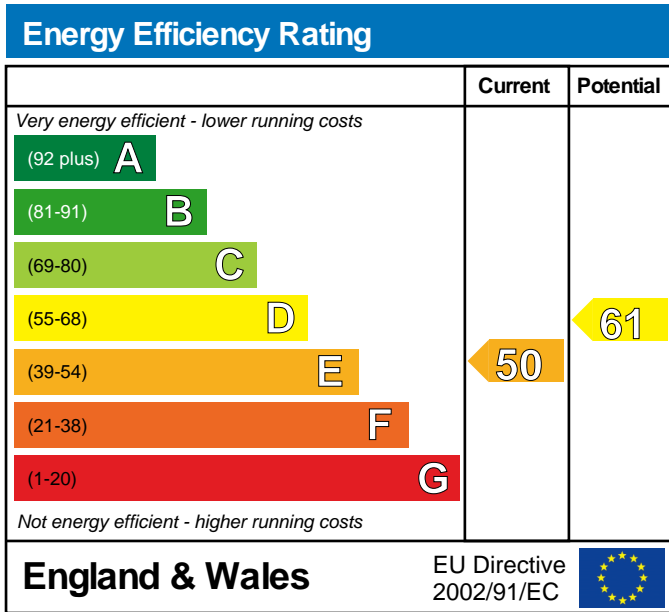 Energy Efficiency Rating
Current Potential
Very energy efficient - lower running costs
(92 plus) A
(81-91) B
(69-80) C
(55-68) D
61
(39-54) E
50
(21-38) F
(1-20) G
Not energy efficient - higher running costs
England & Wales
EU Directive
2002/91/EC